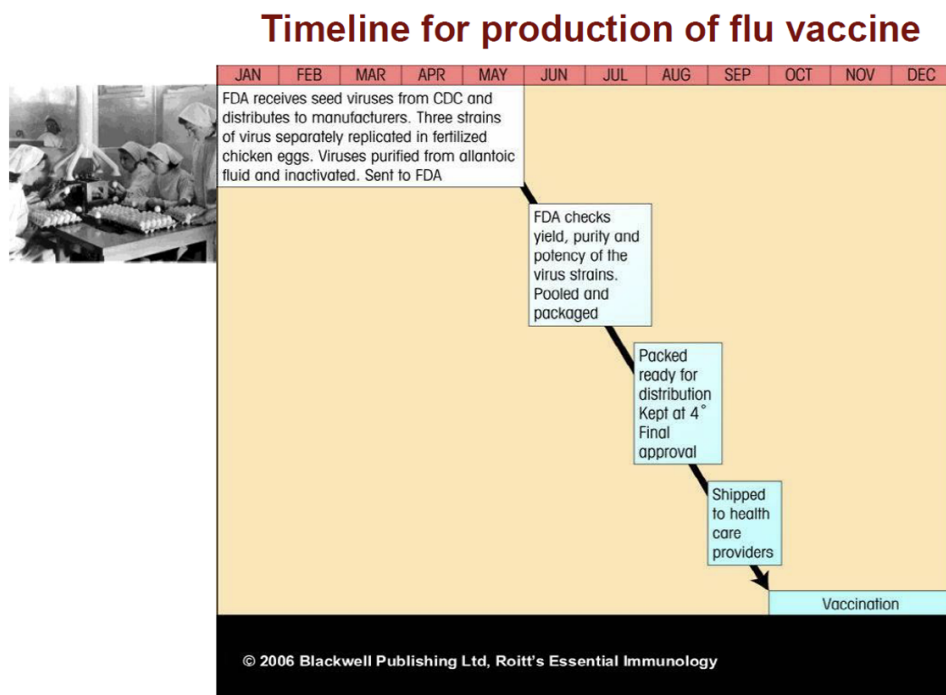 Timeline for production of flu vaccine
JAN FEB MAR APR MAY JUN JUL AUG SEP OCT NOV DEC
FDA receives seed viruses from CDC and
distributes to manufacturers. Three strains
of virus separately replicated in fertilized
chicken eggs. Viruses purified from allantoic
fluid and inactivated. Sent to FDA
FDA checks
yield, purity and
potency of the
virus strains.
Pooled and
packaged
Packed
ready for
distribution
Kept at 4°
Final
approval
Shipped
to health
care
providers
Vaccination
© 2006 Blackwell Publishing Ltd, Roitt's Essential Immunology